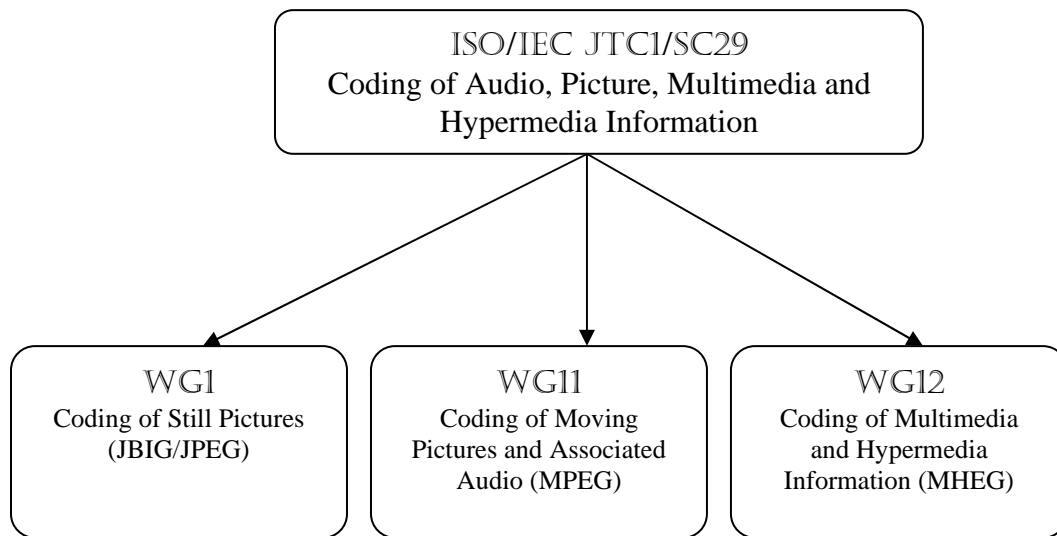 ISO/IEC JTC1/SC29
Coding of Audio, Picture, Multimedia and
Hypermedia Information
WG1
Coding of Still Pictures
(JBIG/JPEG)
WG11
Coding of Moving
Pictures and Associated
Audio (MPEG)
WG12
Coding of Multimedia
and Hypermedia
Information (MHEG)